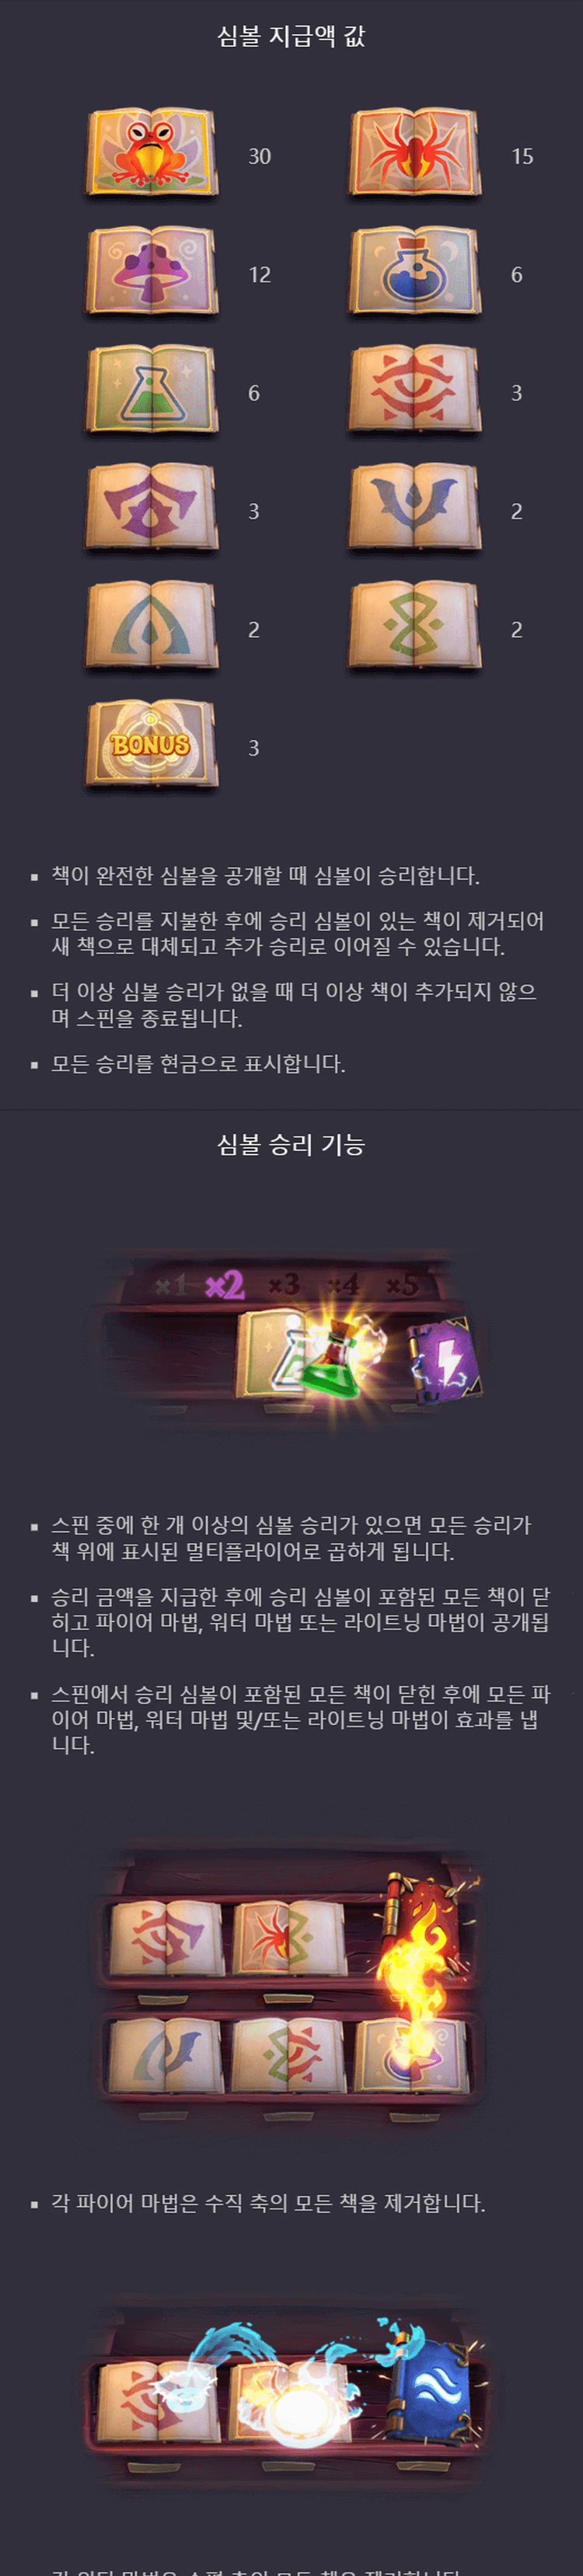 심볼 지급액 값
30
15
12
6
6
3
3
2
2
2
BONUS
3
▪ 책이 완전한 심볼을 공개할 때 심볼이 승리합니다.
▪ 모든 승리를 지불한 후에 승리 심볼이 있는 책이 제거되어
새 책으로 대체되고 추가 승리로 이어질 수 있습니다.
▪ 더 이상 심볼 승리가 없을 때 더 이상 책이 추가되지 않으
며 스핀을 종료됩니다.
▪ 모든 승리를 현금으로 표시합니다.
심볼 승리 기능
x1 x2 x3 x4 x5
▪ 스핀 중에 한 개 이상의 심볼 승리가 있으면 모든 승리가
책 위에 표시된 멀티플라이어로 곱하게 됩니다.
▪ 승리 금액을 지급한 후에 승리 심볼이 포함된 모든 책이 닫
히고 파이어 마법, 워터 마법 또는 라이트닝 마법이 공개됩
니다.
▪ 스핀에서 승리 심볼이 포함된 모든 책이 닫힌 후에 모든 파
이어 마법, 워터 마법 및/또는 라이트닝 마법이 효과를 냅
니다.
▪ 각 파이어 마법은 수직 축의 모든 책을 제거합니다.